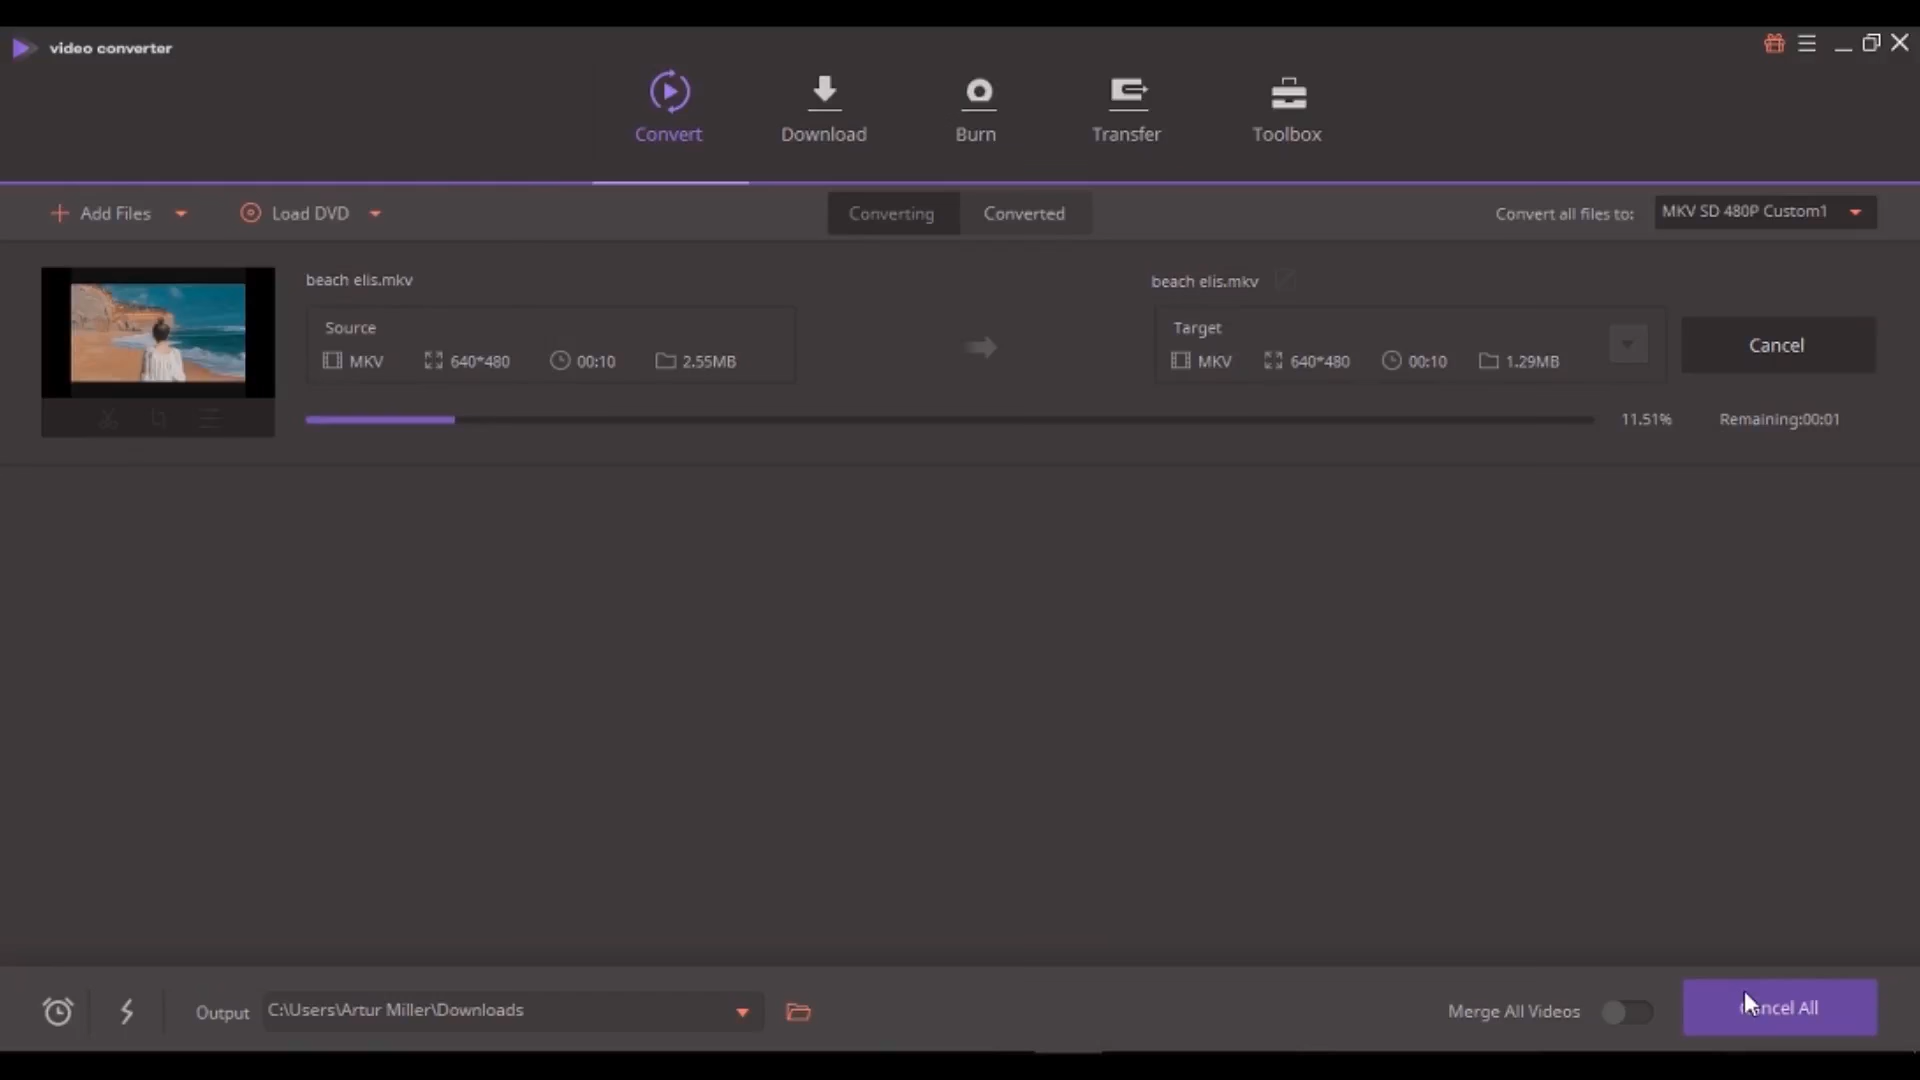 video converter
Convert
Download
Burn
Transfer
Toolbox
Add Files
Load DVD
Converting
Converted
Convert all files to:
MKV SD 480P Custom1
beach elis.mkv
beach elis.mkv
Source
MKV
640*480
00:10
2.55MB
Target
MKV
640*480
00:10
1.29MB
Cancel
11.51%
Remaining:00:01
Output
C:\Users\Artur Miller\Downloads
Merge All Videos
All